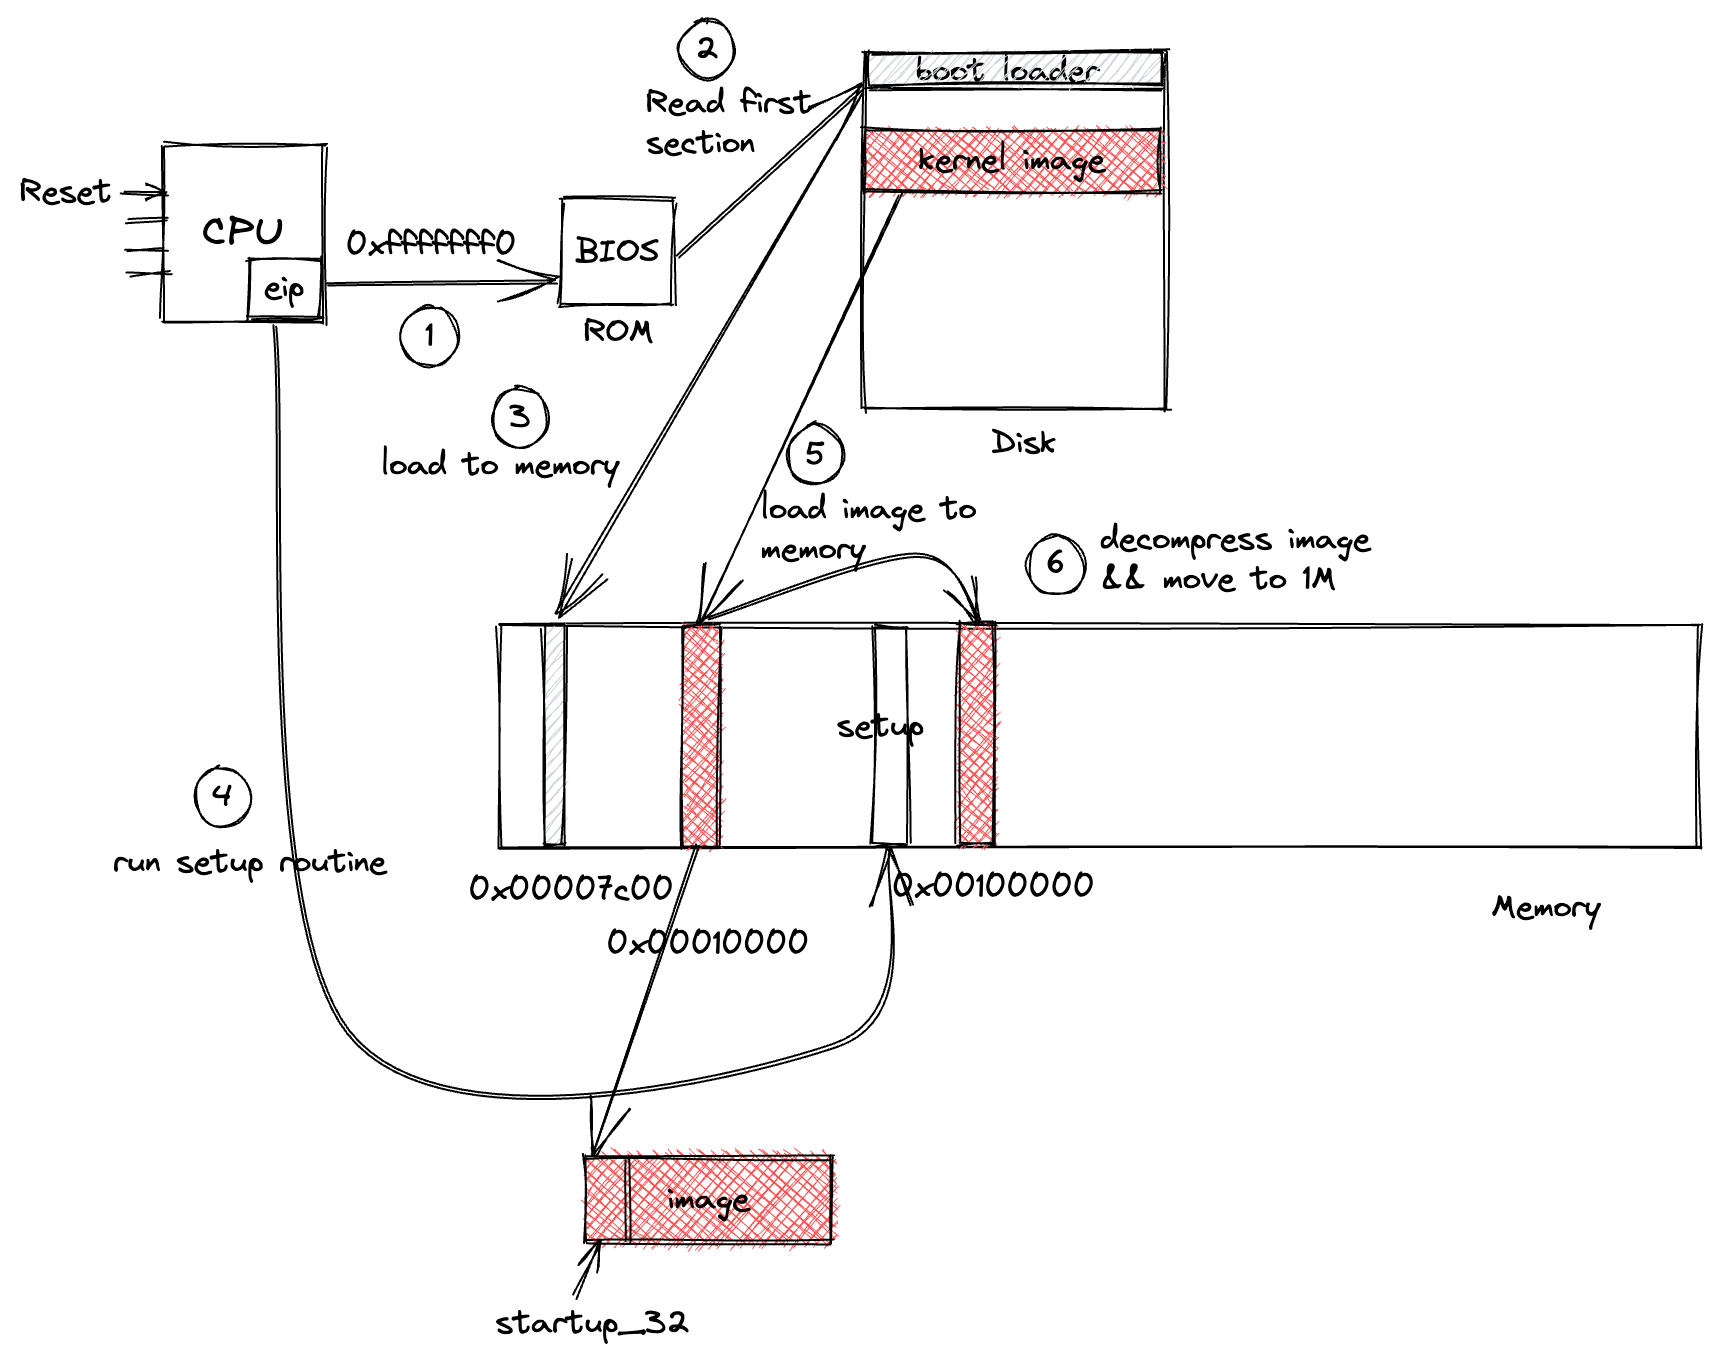 2
Read first
section
boot loader
kernel image
Reset
CPU
eip
0xfffffff0
1
BIOS
ROM
Disk
3
load to memory
5
load image to
memory
6
decompress image
&& move to 1M
setup
4
run setup routine
0x00007c00
0x00100000
0x00010000
Memory
image
startup_32